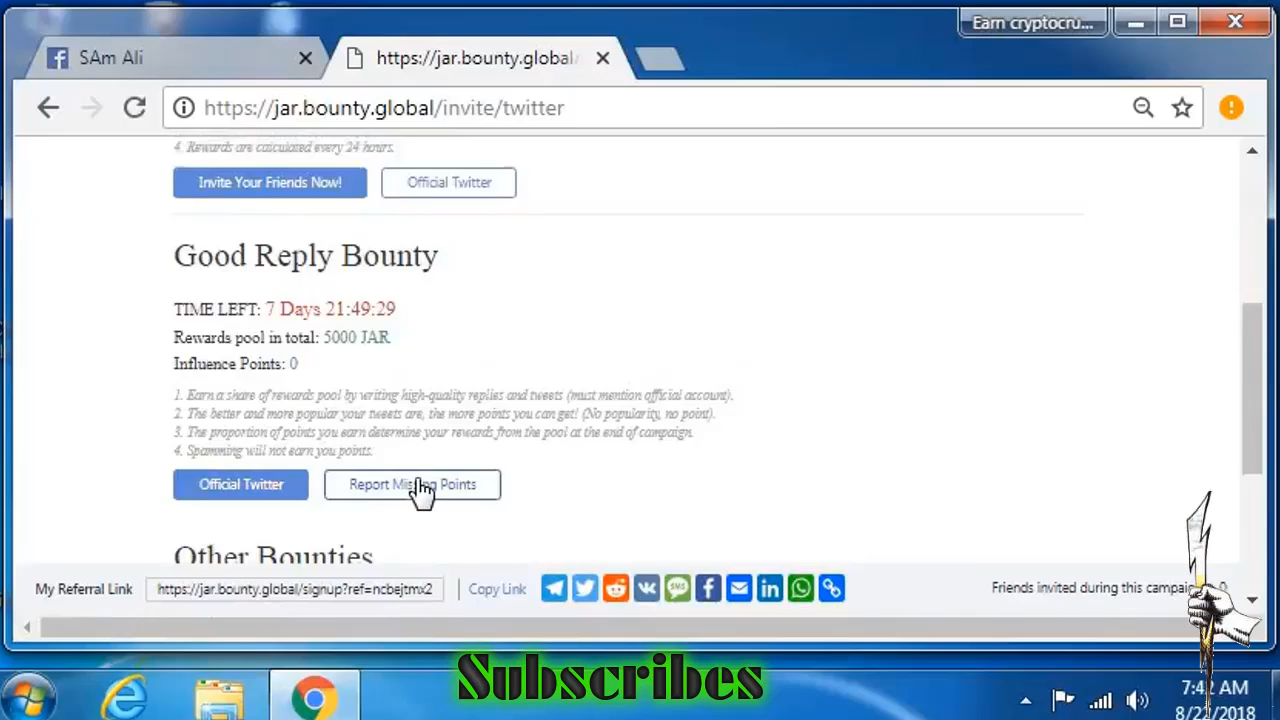 Earn cryptocru...
SAm Ali
https://jar.bounty.global/
https://jar.bounty.global/invite/twitter
4. Rewards are calculated every 24 hours.
Invite Your Friends Now!
Official Twitter
Good Reply Bounty
TIME LEFT: 7 Days 21:49:29
Rewards pool in total: 5000 JAR
Influence Points: 0
1. Earn a share of rewards pool by writing high-quality replies and tweets (must mention official account).
2. The better and more popular your tweets are, the more points you can get! (No popularity, no point).
3. The proportion of points you earn determine your rewards from the pool at the end of campaign.
4. Spamming will not earn you points.
Official Twitter
Report Missing Points
Other Bounties
My Referral Link
https://jar.bounty.global/signup?ref=ncbejtmx2
Copy Link
SMS
Friends invited during this campaign
0
Subscribes
7:42 AM